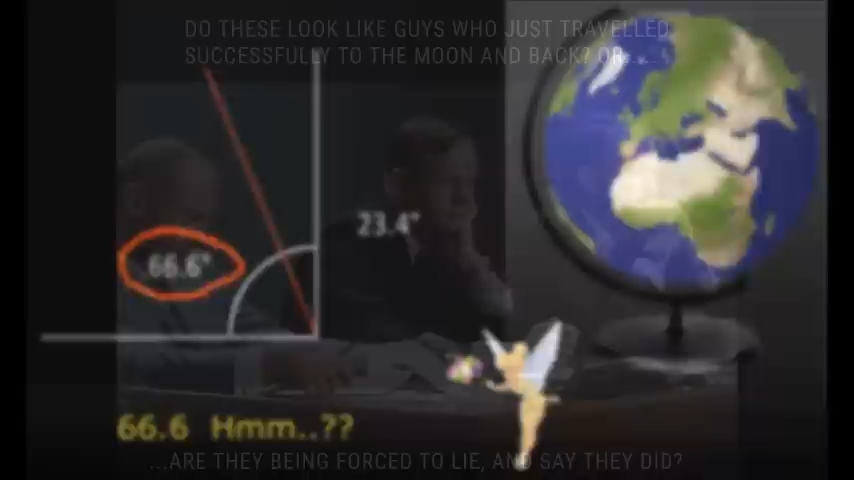 DO THESE LOOK LIKE GUYS WHO JUST TRAVELLED
SUCCESSFULLY TO THE MOON AND BACK? OR....
23.4°
66.6°
66.6 Hmm..??
...ARE THEY BEING FORCED TO LIE, AND SAY THEY DID?